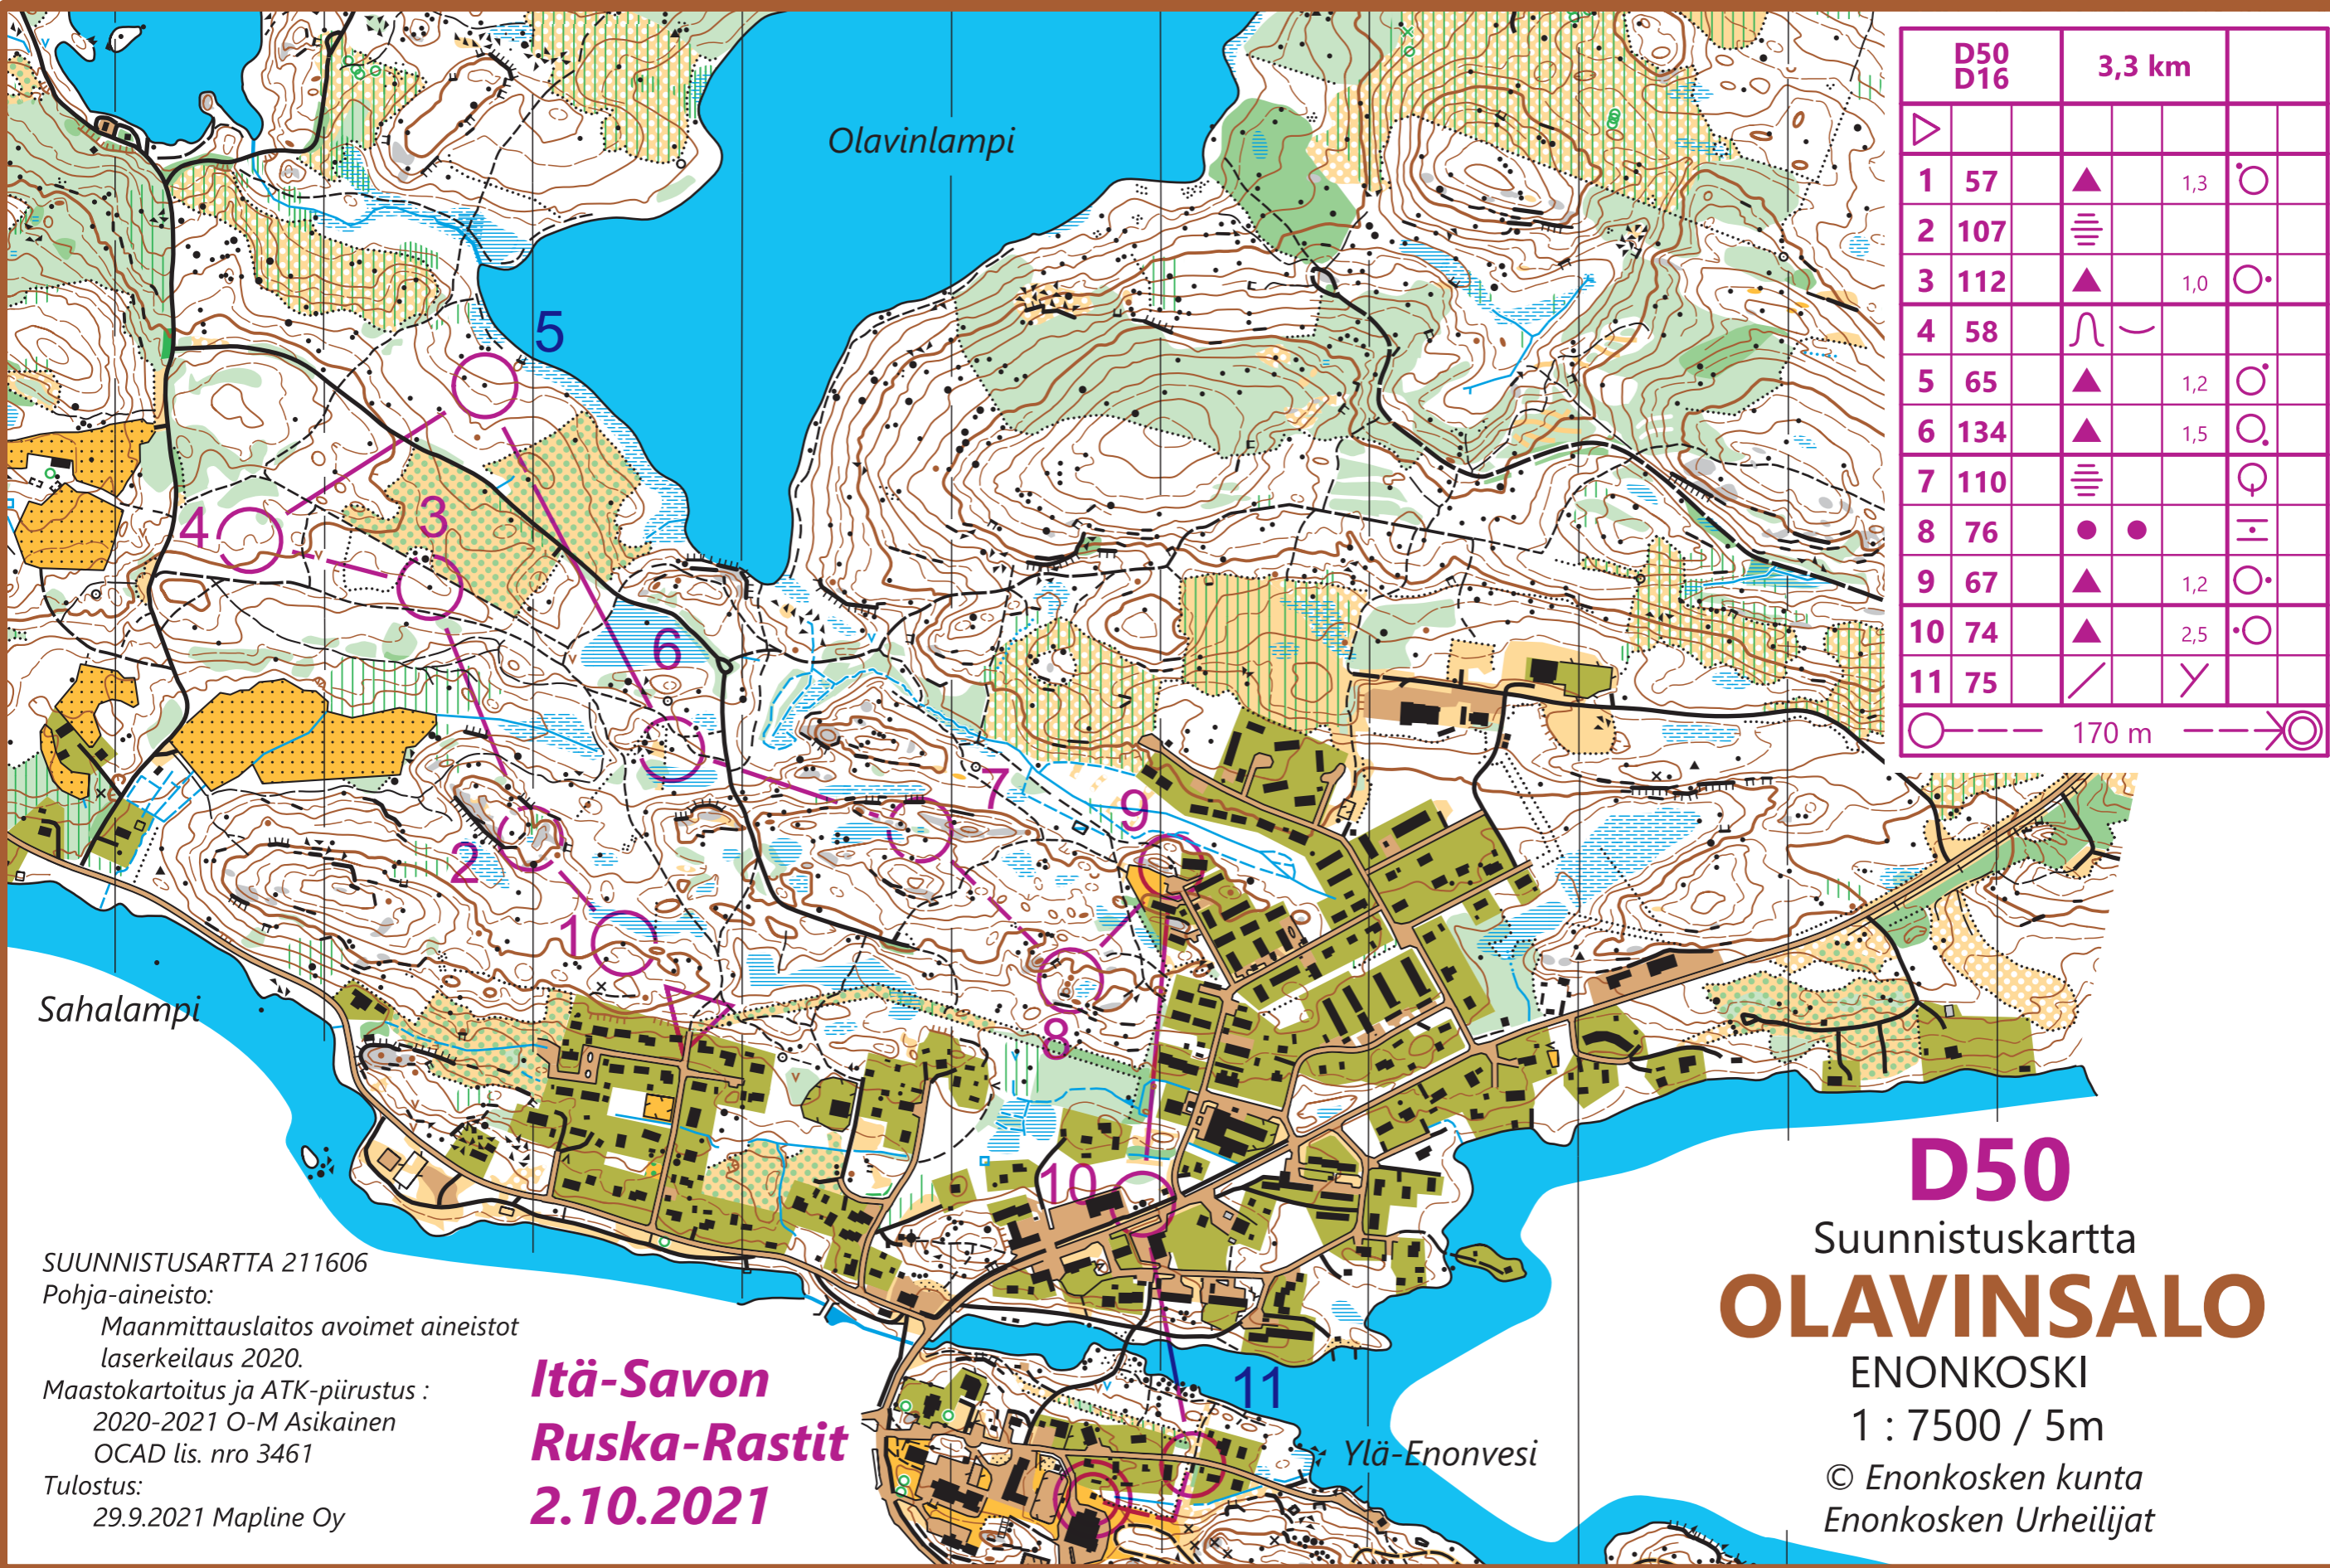 D50
D16
3,3 km
1 57 1,3
2 107
3 112 1,0
4 58
5 65 1,2
6 134 1,5
7 110
8 76
9 67 1,2
10 74 2,5
11 75
170 m
Olavinlampi
5
4
3
6
7
9
2
1
8
10
11
Sahalampi
Ylä-Enonvesi
SUUNNISTUSARTTA 211606
Pohja-aineisto:
Maanmittauslaitos avoimet aineistot
laserkeilaus 2020.
Maastokartoitus ja ATK-piirustus :
2020-2021 O-M Asikainen
OCAD lis. nro 3461
Tulostus:
29.9.2021 Mapline Oy
Itä-Savon
Ruska-Rastit
2.10.2021
D50
Suunnistuskartta
OLAVINSALO
ENONKOSKI
1 : 7500 / 5m
© Enonkosken kunta
Enonkosken Urheilijat